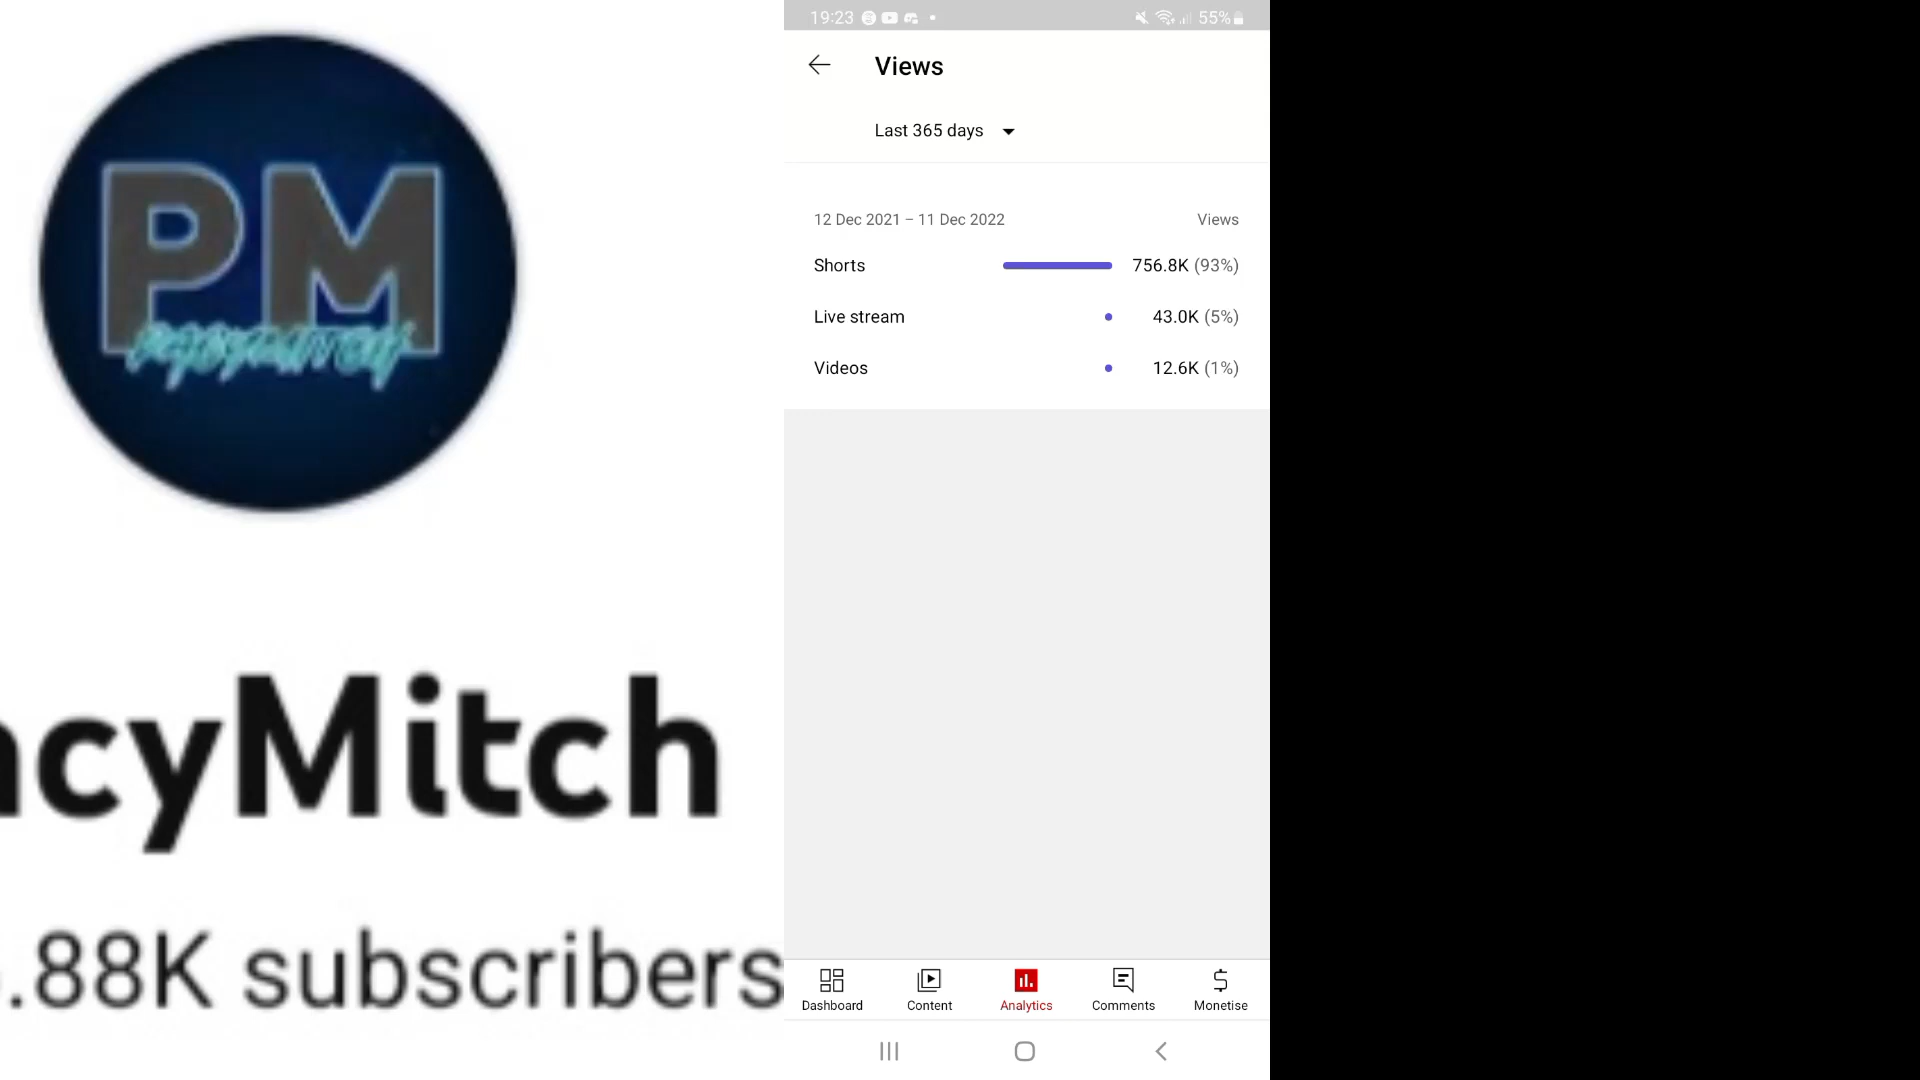 PM
acyMitch
.88K subscribers
19:23
55%
Views
Last 365 days
12 Dec 2021 – 11 Dec 2022 Views
Shorts 756.8K (93%)
Live stream 43.0K (5%)
Videos 12.6K (1%)
Dashboard Content Analytics Comments Monetise